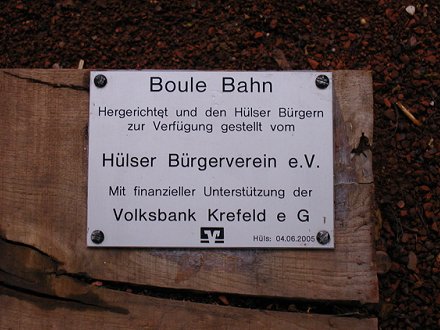 Boule Bahn
Hergerichtet und den Hülser Bürgern
zur Verfügung gestellt vom
Hülser Bürgerverein e.V.
Mit finanzieller Unterstützung der
Volksbank Krefeld e G
Hüls: 04.06.2005